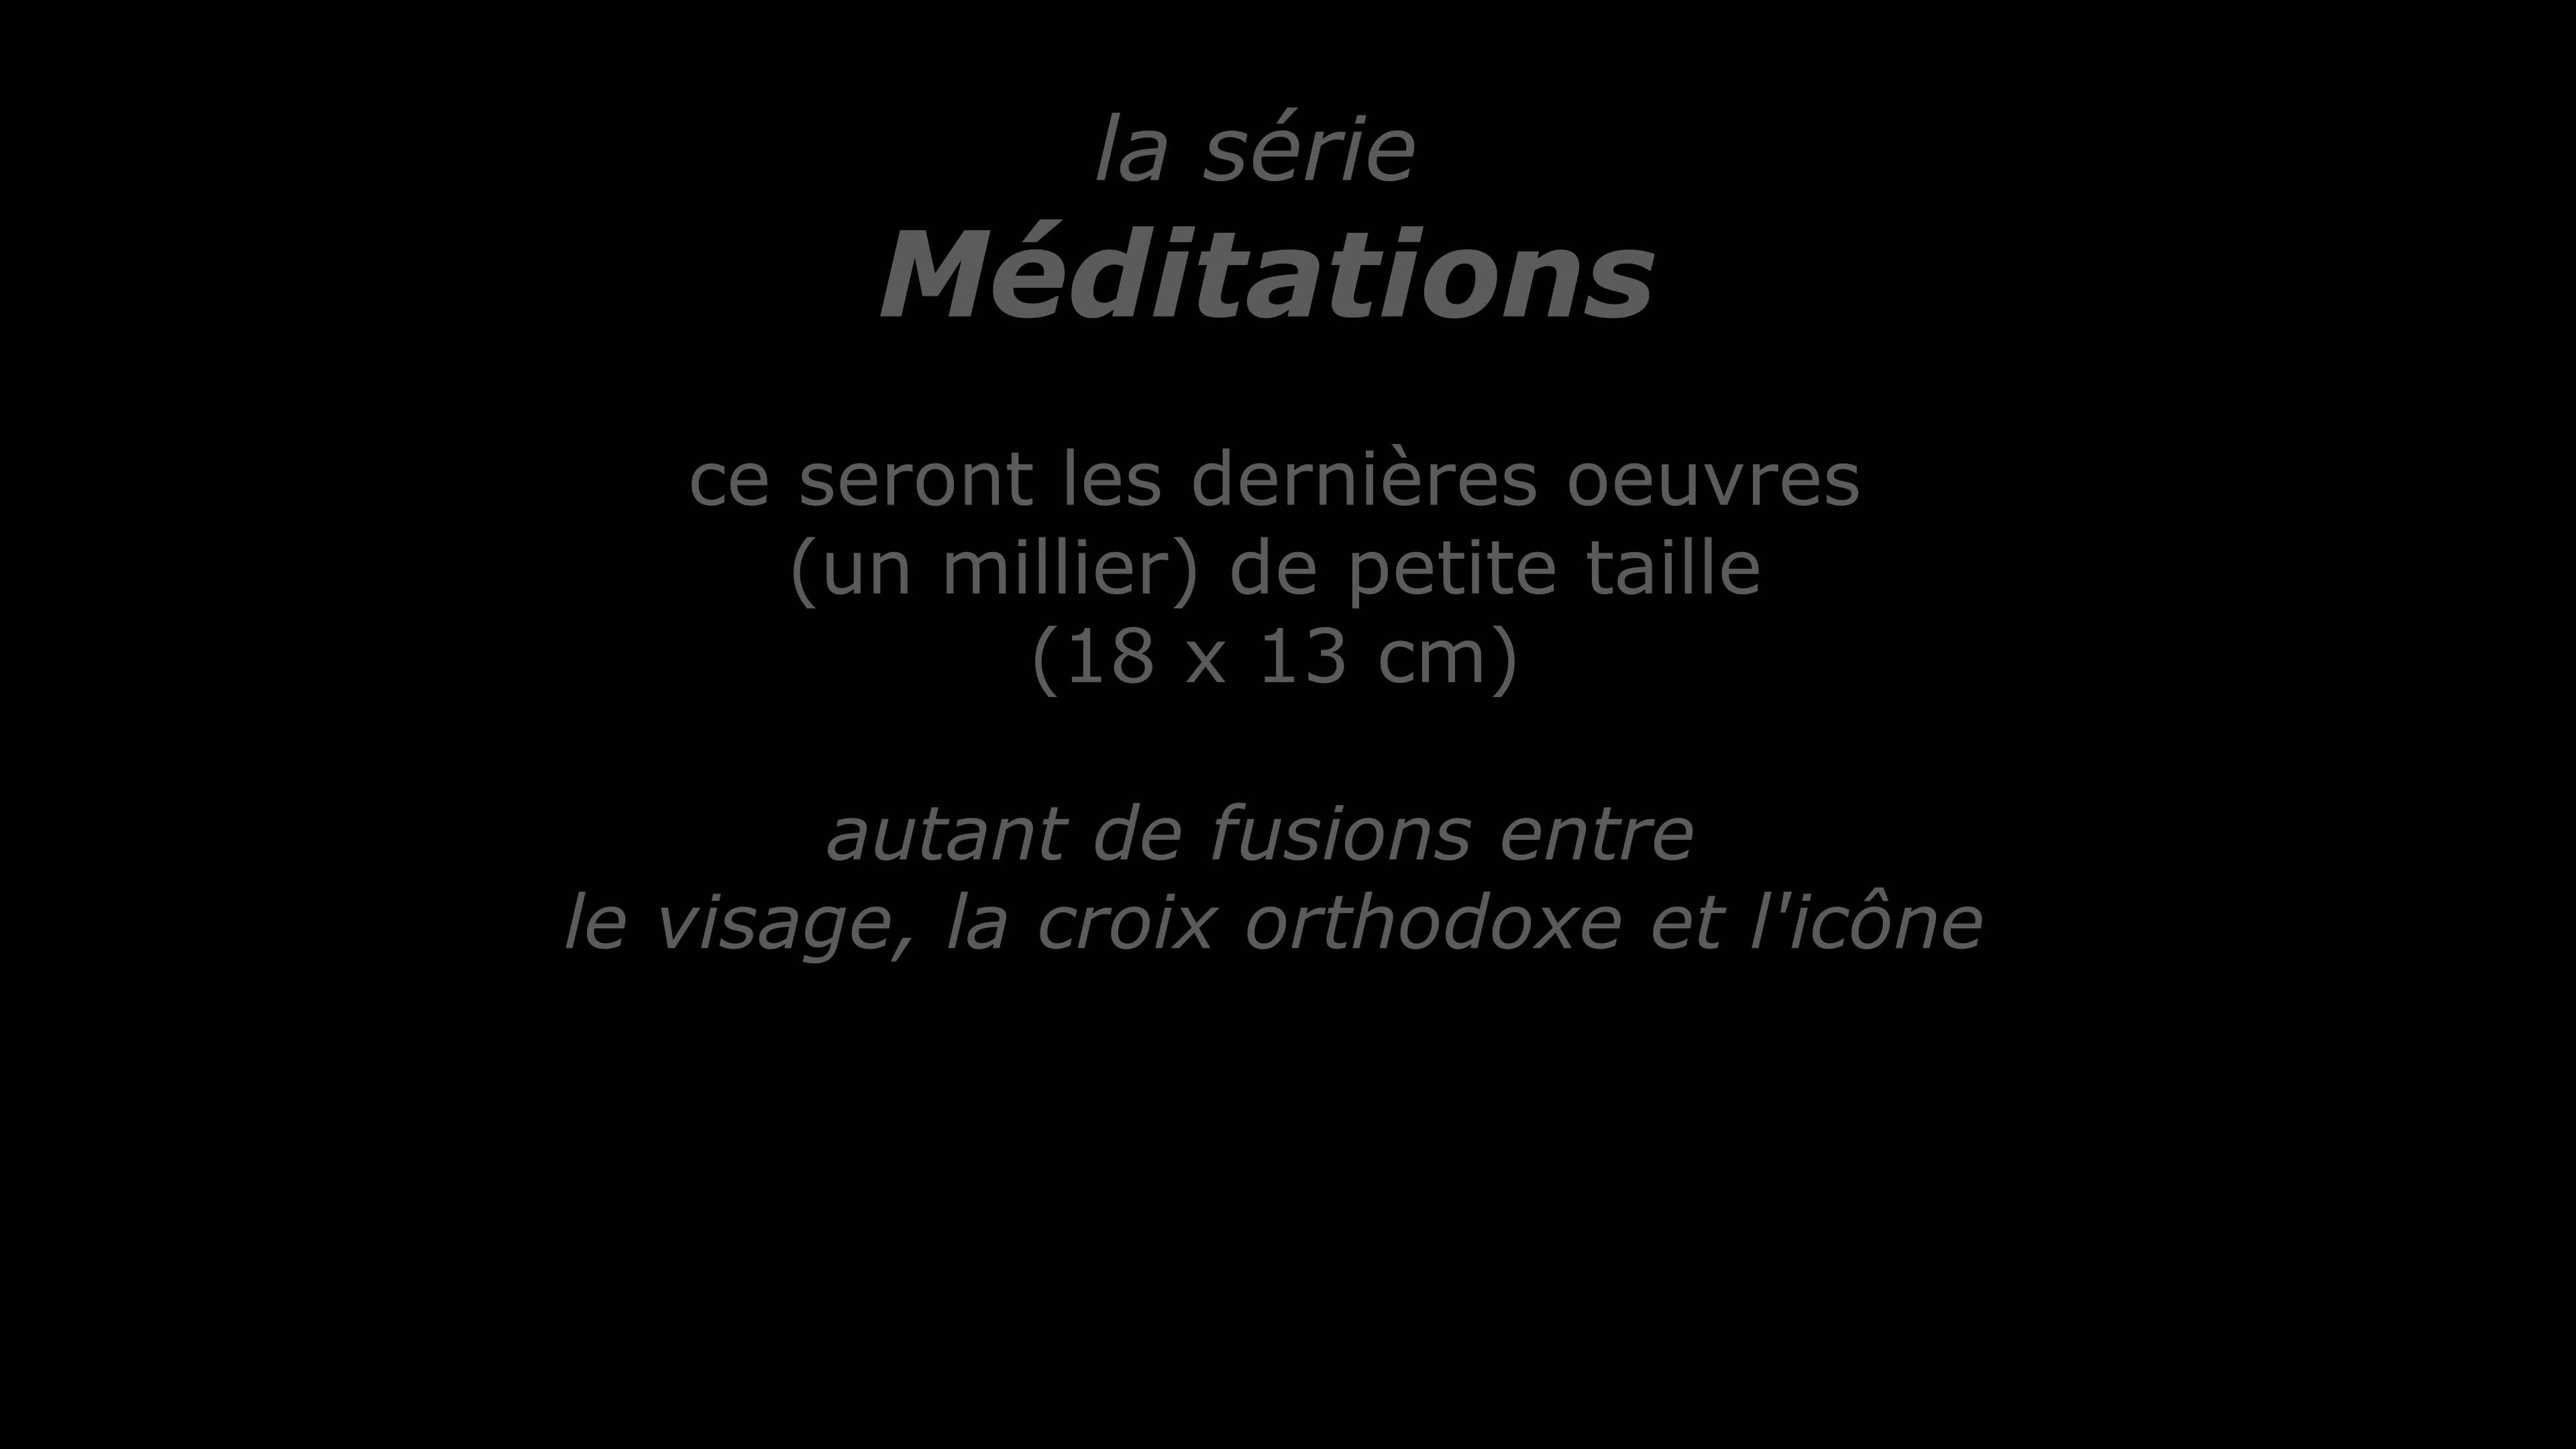 la série
Méditations
ce seront les dernières oeuvres
(un millier) de petite taille
(18 x 13 cm)
autant de fusions entre
le visage, la croix orthodoxe et l'icône